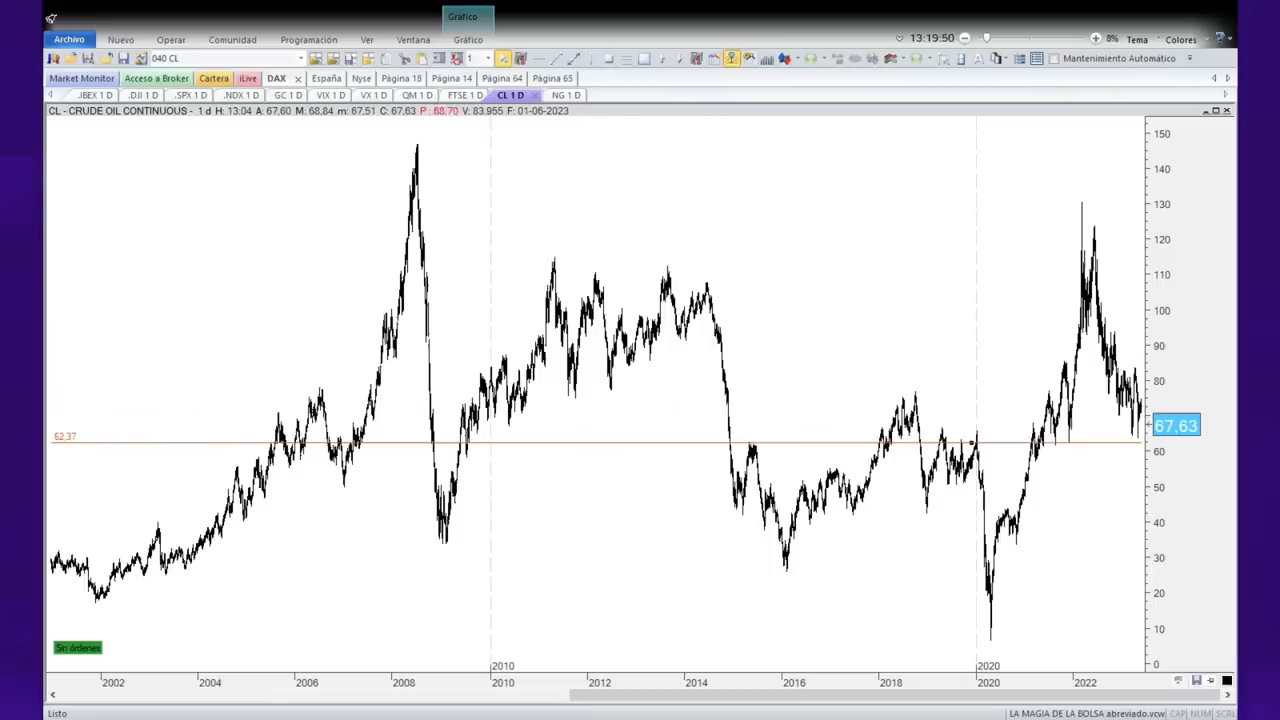 Gráfico
Archivo Nuevo Operar Comunidad Programación Ver Ventana Gráfico 13:19:50 8% Tema Colores
040 CL 1 Mantenimiento Automático
Market Monitor Acceso a Broker Cartera iLive DAX España Nyse Página 18 Página 14 Página 64 Página 65
.IBEX 1 D .DJI 1 D .SPX 1 D .NDX 1 D GC 1 D VIX 1 D VX 1 D QM 1 D FTSE 1 D CL 1 D NG 1 D
CL - CRUDE OIL CONTINUOUS - 1 d H: 13:04 A: 67,60 M: 68,84 m: 67,51 C: 67,63 P : 68,70 V: 83.955 F: 01-06-2023
150
140
130
120
110
100
90
80
67,63
62,37
60
50
40
30
20
10
0
Sin órdenes
2010 2020
2002 2004 2006 2008 2010 2012 2014 2016 2018 2020 2022
Listo LA MAGIA DE LA BOLSA abreviado.vcw CAP NUM SCRL